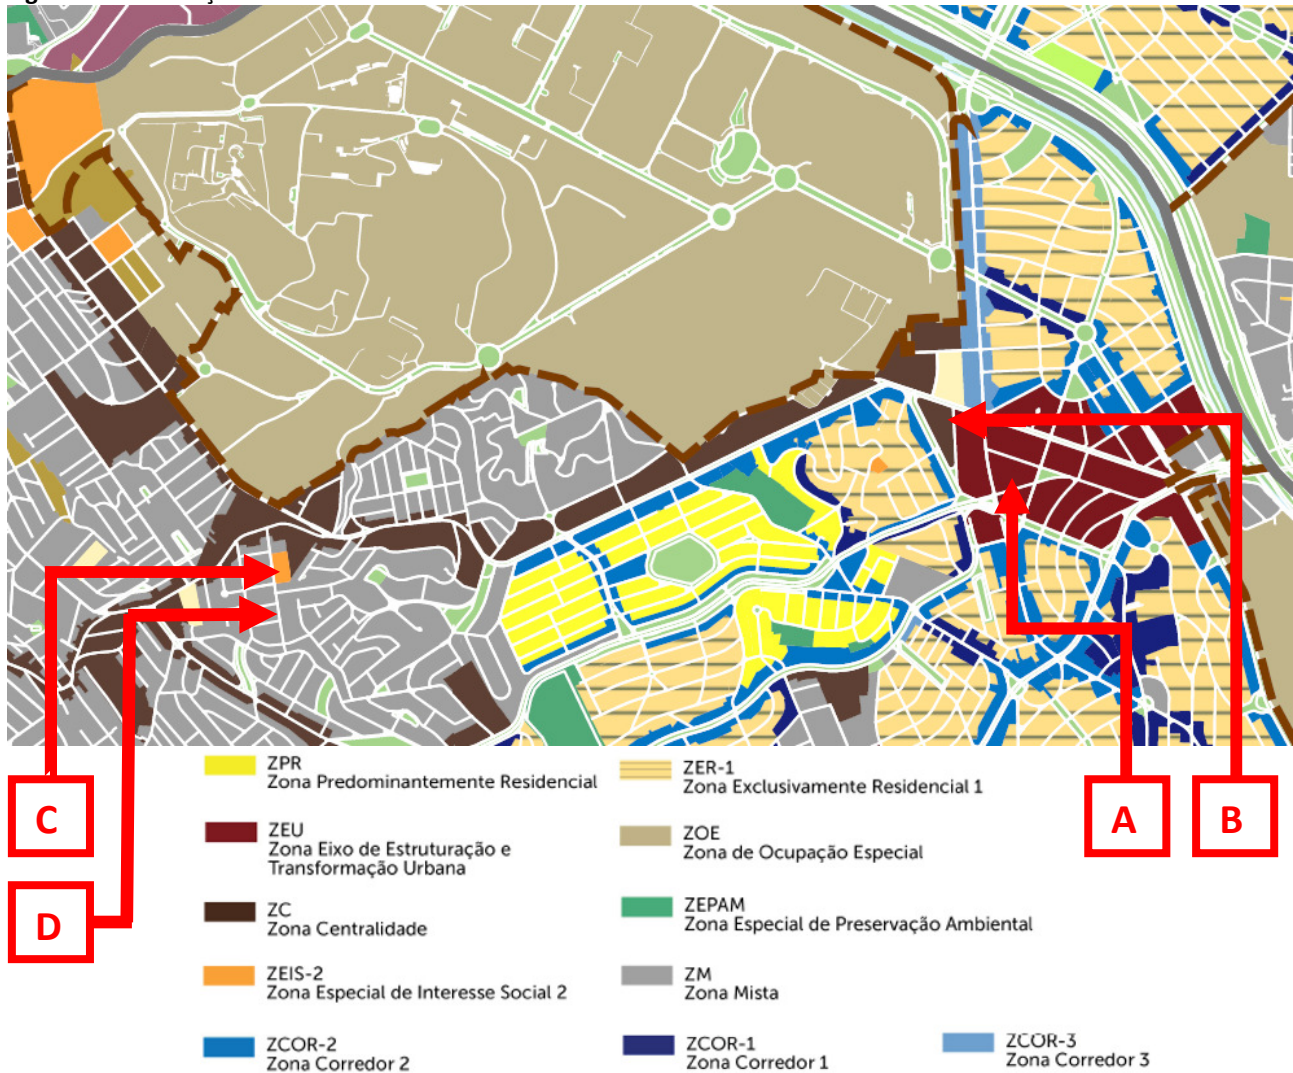 C
D
A
B
ZPR
Zona Predominantemente Residencial
ZEU
Zona Eixo de Estruturação e
Transformação Urbana
ZC
Zona Centralidade
ZEIS-2
Zona Especial de Interesse Social 2
ZCOR-2
Zona Corredor 2
ZER-1
Zona Exclusivamente Residencial 1
ZOE
Zona de Ocupação Especial
ZEPAM
Zona Especial de Preservação Ambiental
ZM
Zona Mista
ZCOR-1
Zona Corredor 1
ZCOR-3
Zona Corredor 3